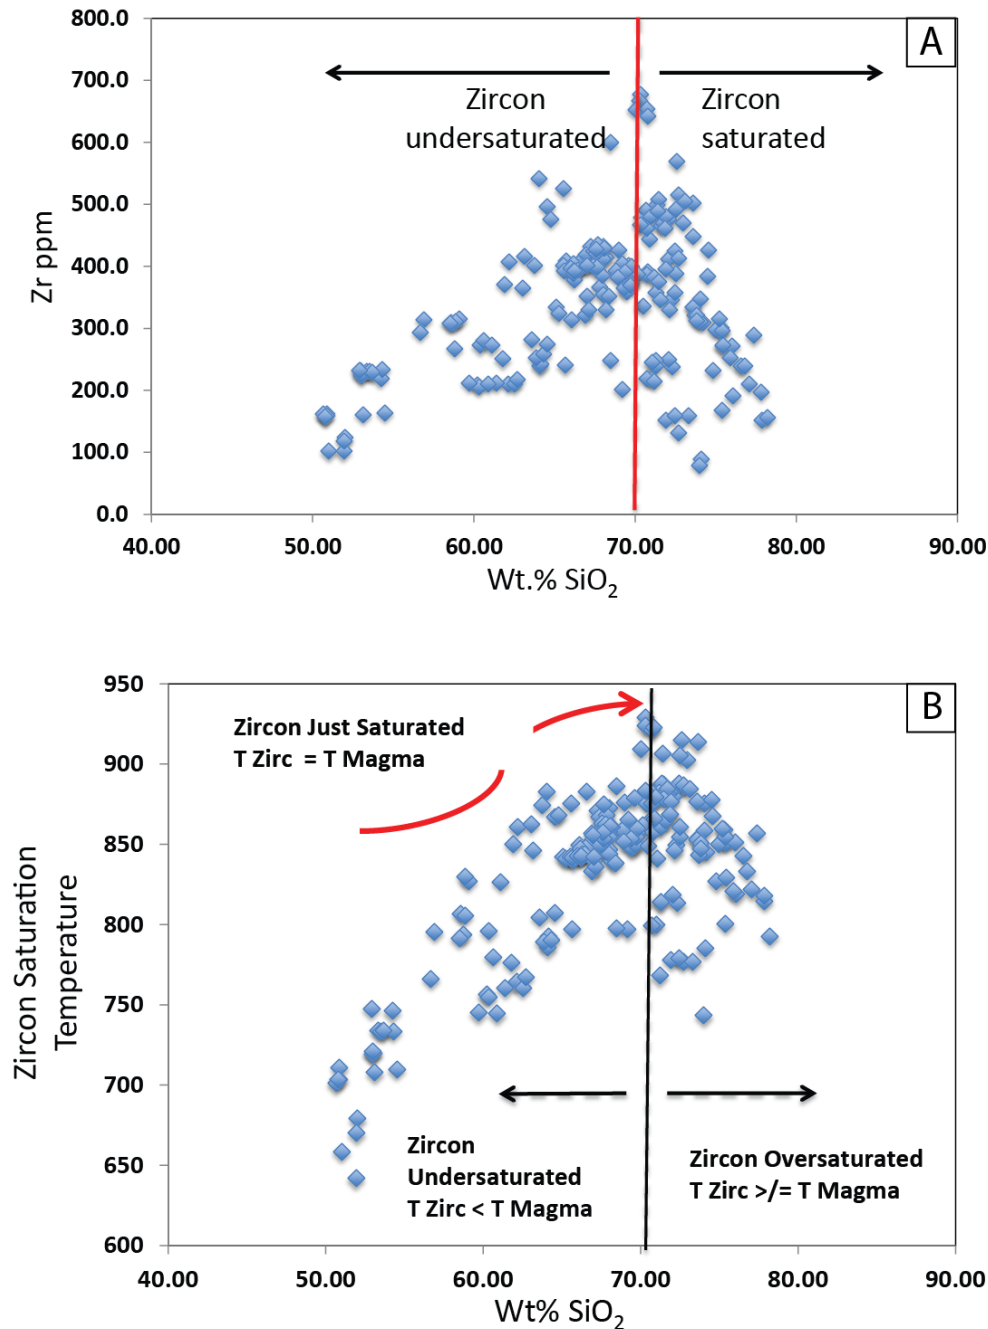 A
800.0
700.0
600.0
500.0
400.0
300.0
200.0
100.0
0.0
Zr ppm
Zircon
undersaturated
Zircon
saturated
40.00 50.00 60.00 70.00 80.00 90.00
Wt.% SiO₂
B
950
900
850
800
750
700
650
600
Zircon Saturation
Temperature
Zircon Just Saturated
T Zirc = T Magma
Zircon
Undersaturated
T Zirc < T Magma
Zircon Oversaturated
T Zirc >/= T Magma
40.00 50.00 60.00 70.00 80.00 90.00
Wt% SiO₂